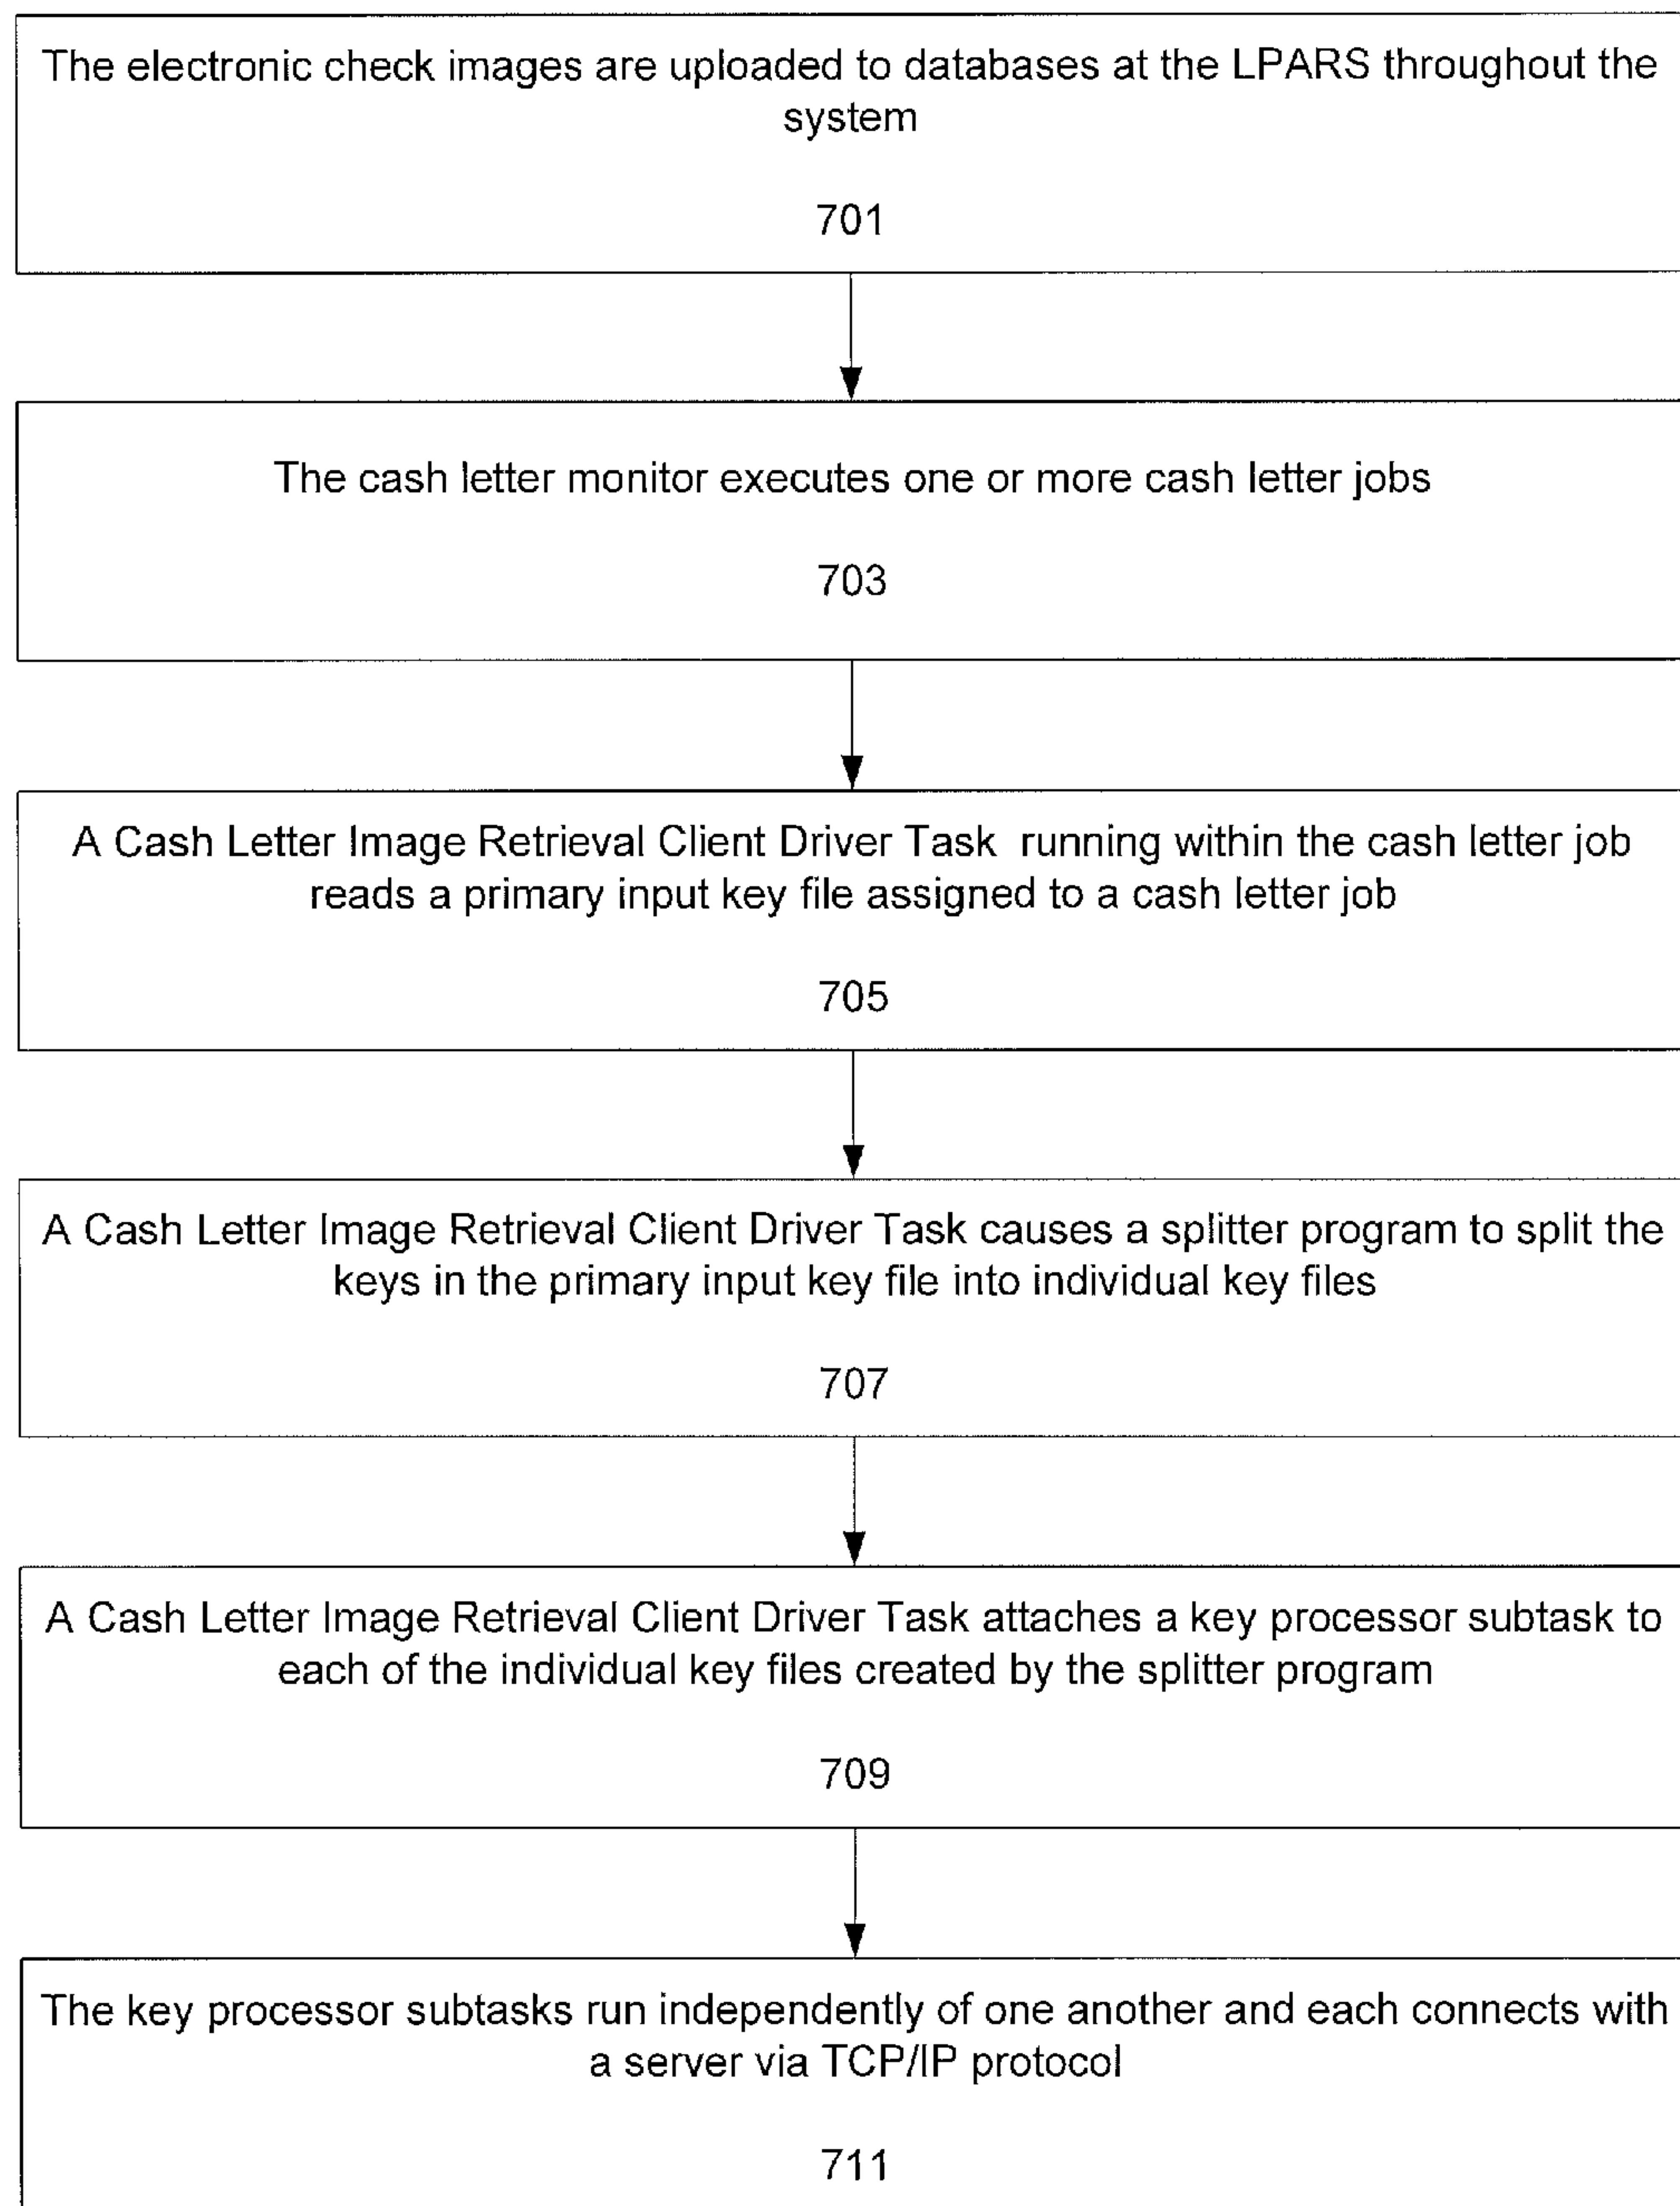 The electronic check images are uploaded to databases at the LPARS throughout the
system
701
The cash letter monitor executes one or more cash letter jobs
703
A Cash Letter Image Retrieval Client Driver Task running within the cash letter job
reads a primary input key file assigned to a cash letter job
705
A Cash Letter Image Retrieval Client Driver Task causes a splitter program to split the
keys in the primary input key file into individual key files
707
A Cash Letter Image Retrieval Client Driver Task attaches a key processor subtask to
each of the individual key files created by the splitter program
709
The key processor subtasks run independently of one another and each connects with
a server via TCP/IP protocol
711